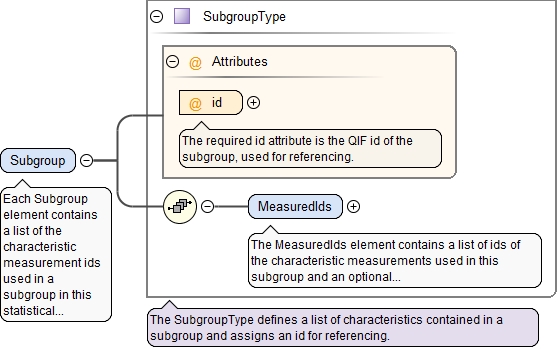 SubgroupType
@ Attributes
@ id
The required id attribute is the QIF id of the
subgroup, used for referencing.
Subgroup
Each Subgroup
element contains
a list of the
characteristic
measurement ids
used in a
subgroup in this
statistical...
MeasuredIds
The MeasuredIds element contains a list of ids of
the characteristic measurements used in this
subgroup and an optional...
The SubgroupType defines a list of characteristics contained in a
subgroup and assigns an id for referencing.